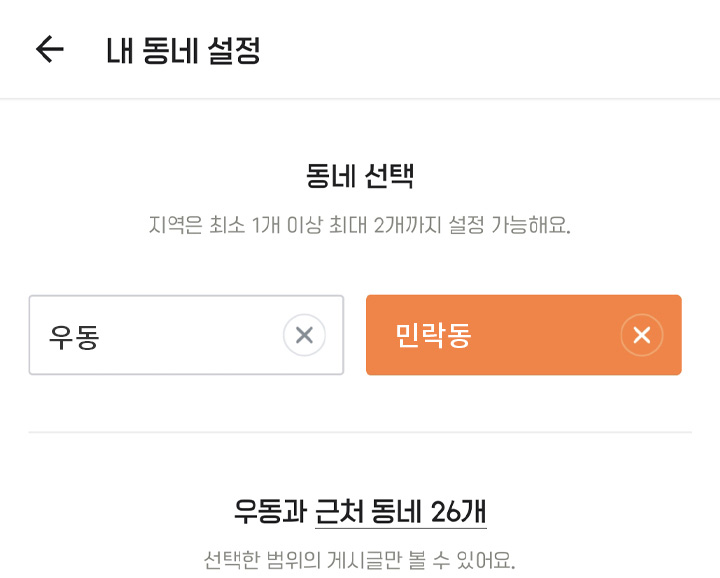 내 동네 설정
동네 선택
지역은 최소 1개 이상 최대 2개까지 설정 가능해요.
우동
민락동
우동과 근처 동네 26개
선택한 범위의 게시글만 볼 수 있어요.